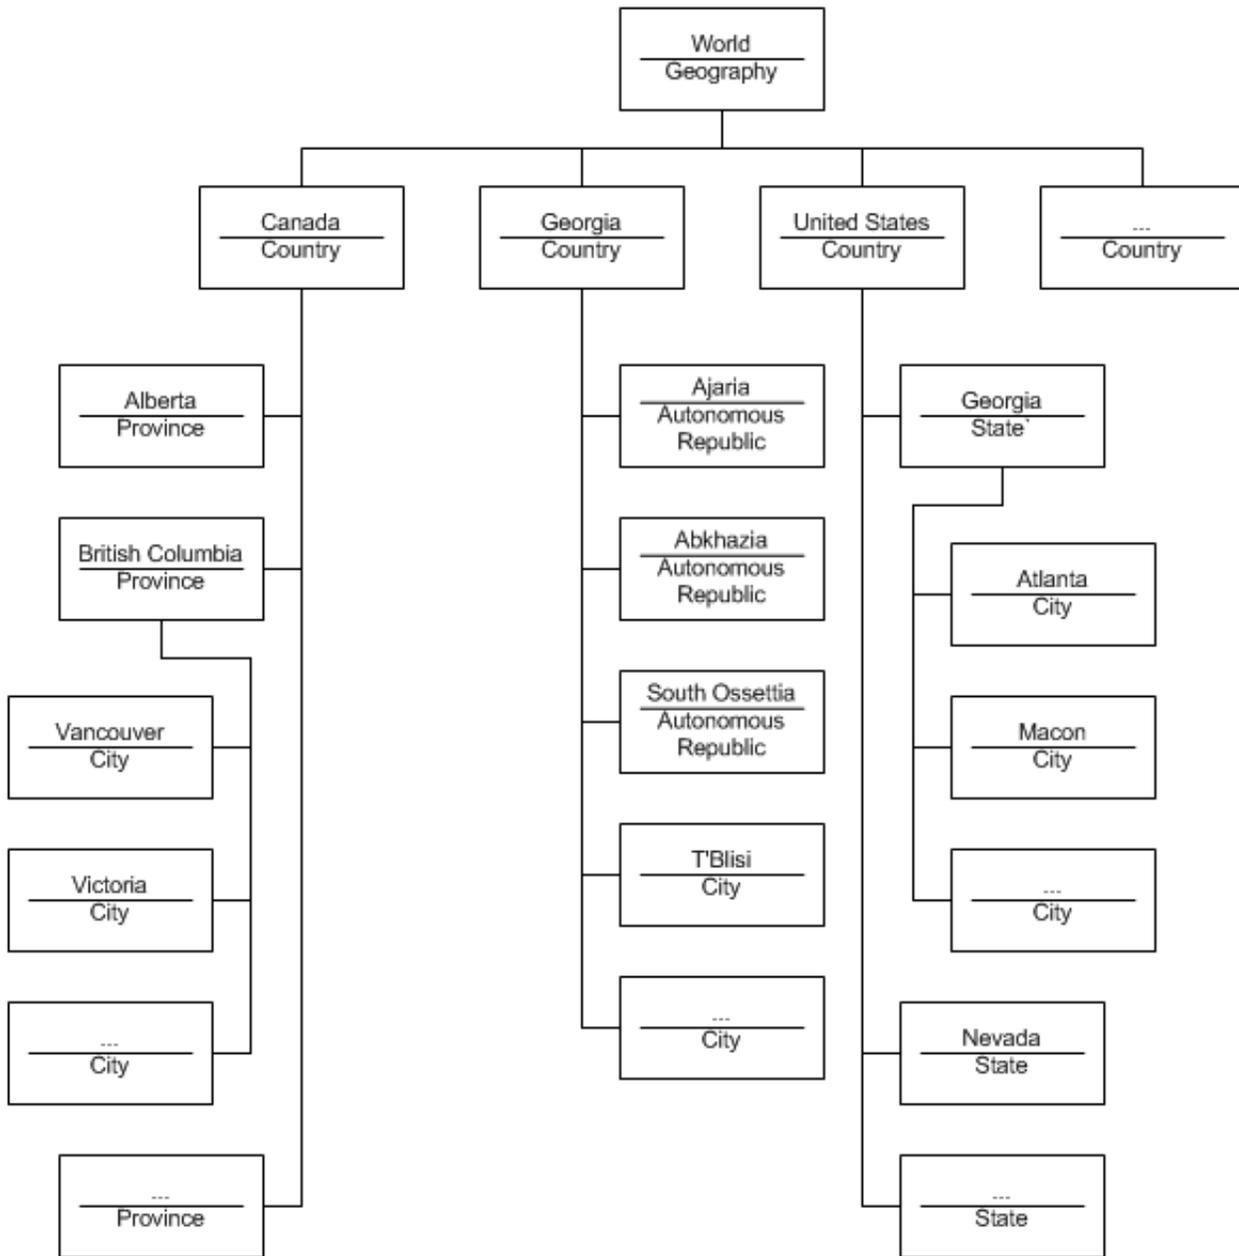 World
Geography
Canada
Country
Georgia
Country
United States
Country
...
Country
Alberta
Province
British Columbia
Province
Vancouver
City
Victoria
City
...
City
...
Province
Ajaria
Autonomous
Republic
Abkhazia
Autonomous
Republic
South Ossettia
Autonomous
Republic
T'Blisi
City
...
City
Georgia
State`
Atlanta
City
Macon
City
...
City
Nevada
State
...
State